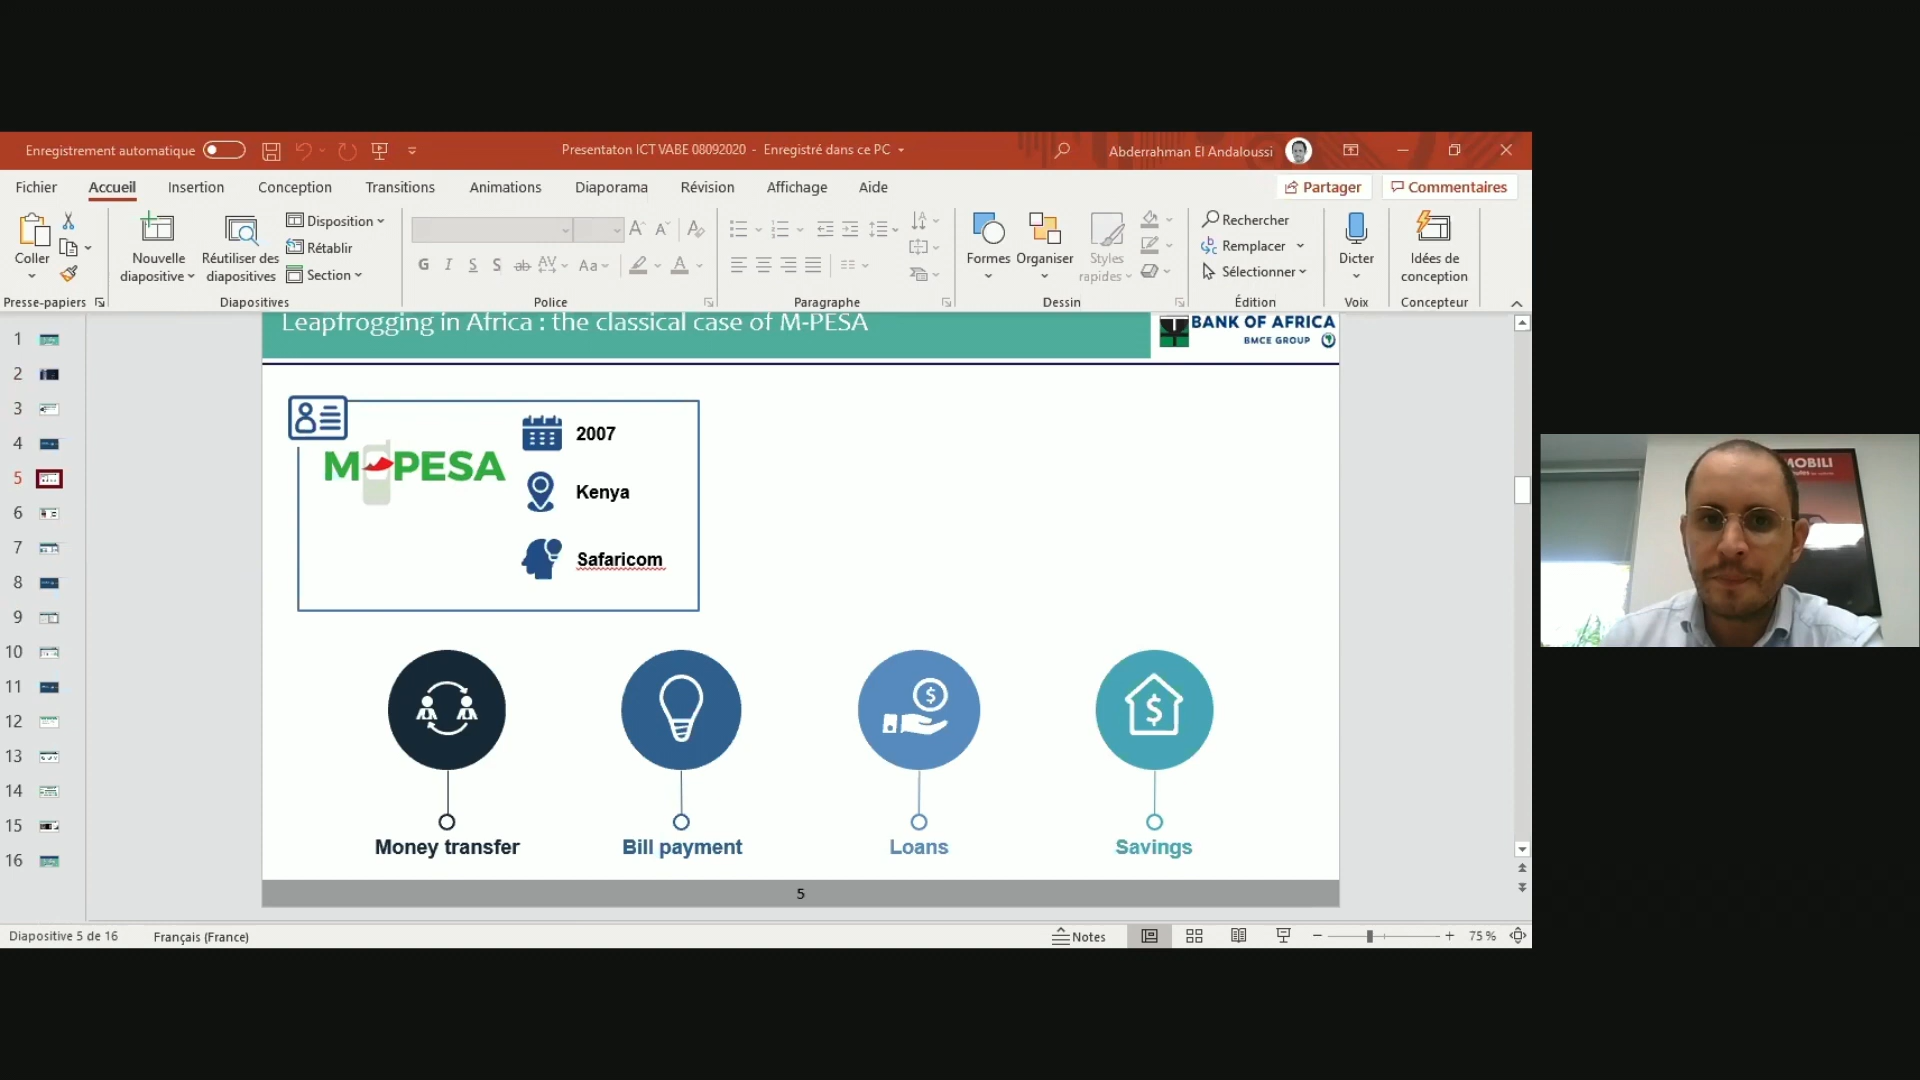 Enregistrement automatique
Presentaton ICT VABE 08092020 - Enregistré dans ce PC
Abderrahman El Andaloussi
Fichier
Accueil
Insertion
Conception
Transitions
Animations
Diaporama
Révision
Affichage
Aide
Partager
Commentaires
Coller
Presse-papiers
Nouvelle diapositive
Réutiliser des diapositives
Disposition
Rétablir
Section
Diapositives
G I S S ab AV Aa A
Police
Paragraphe
Formes
Organiser
Styles rapides
Dessin
Rechercher
Remplacer
Sélectionner
Édition
Dicter
Voix
Idées de conception
Concepteur
1
2
3
4
5
6
7
8
9
10
11
12
13
14
15
16
Leapfrogging in Africa : the classical case of M-PESA
BANK OF AFRICA
BMCE GROUP
M-PESA
2007
Kenya
Safaricom
$
$
Money transfer
Bill payment
Loans
Savings
5
MOBILI
Diapositive 5 de 16
Français (France)
Notes
75 %